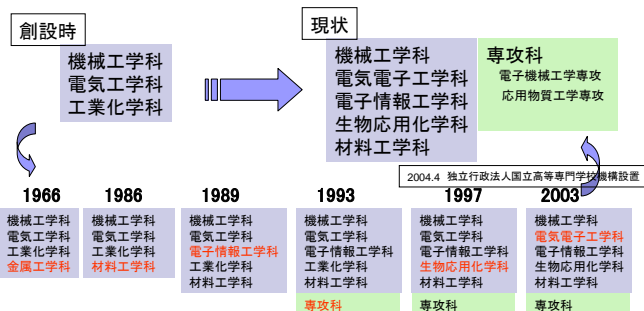 創設時
機械工学科
電気工学科
工業化学科
現状
機械工学科
電気電子工学科
電子情報工学科
生物応用化学科
材料工学科
専攻科
電子機械工学専攻
応用物質工学専攻
2004.4 独立行政法人国立高等専門学校機構設置
1966
機械工学科
電気工学科
工業化学科
金属工学科
1986
機械工学科
電気工学科
工業化学科
材料工学科
1989
機械工学科
電気工学科
電子情報工学科
工業化学科
材料工学科
1993
機械工学科
電気工学科
電子情報工学科
工業化学科
材料工学科
専攻科
1997
機械工学科
電気工学科
電子情報工学科
生物応用化学科
材料工学科
専攻科
2003
機械工学科
電気電子工学科
電子情報工学科
生物応用化学科
材料工学科
専攻科